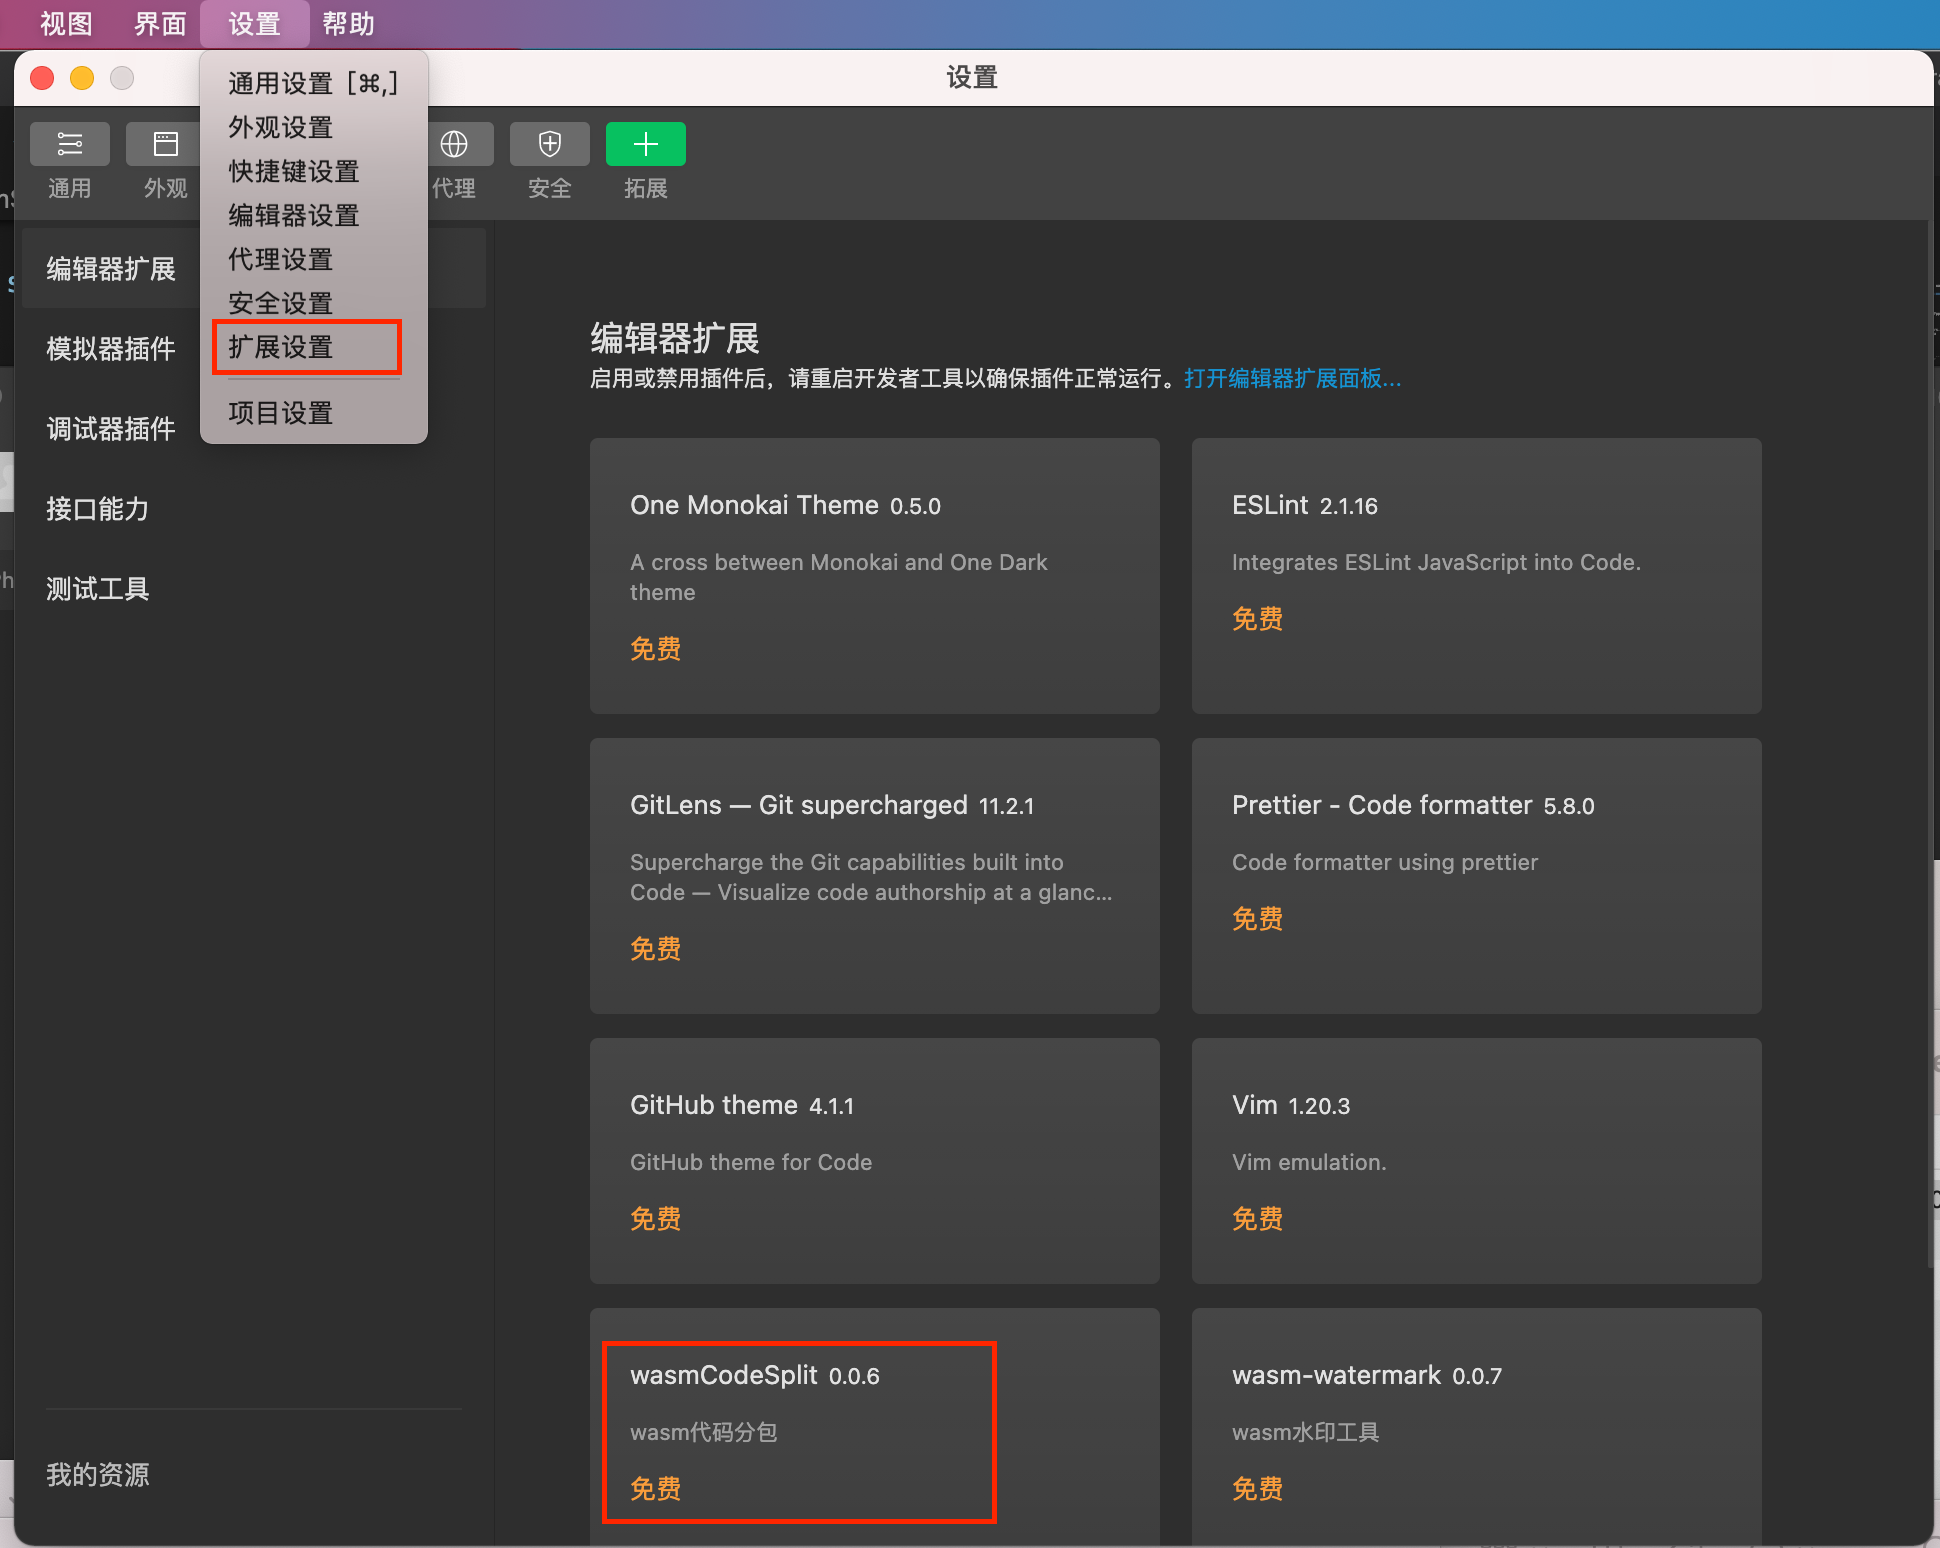 视图 界面 设置 帮助
设置
通用设置 [⌘,]
外观设置
快捷键设置
编辑器设置
代理设置
安全设置
扩展设置
项目设置
通用 外观 代理 安全 拓展
编辑器扩展
模拟器插件
调试器插件
接口能力
测试工具
我的资源
编辑器扩展
启用或禁用插件后，请重启开发者工具以确保插件正常运行。打开编辑器扩展面板...
One Monokai Theme 0.5.0
A cross between Monokai and One Dark
theme
免费
ESLint 2.1.16
Integrates ESLint JavaScript into Code.
免费
GitLens — Git supercharged 11.2.1
Supercharge the Git capabilities built into
Code — Visualize code authorship at a glanc...
免费
Prettier - Code formatter 5.8.0
Code formatter using prettier
免费
GitHub theme 4.1.1
GitHub theme for Code
免费
Vim 1.20.3
Vim emulation.
免费
wasmCodeSplit 0.0.6
wasm代码分包
免费
wasm-watermark 0.0.7
wasm水印工具
免费